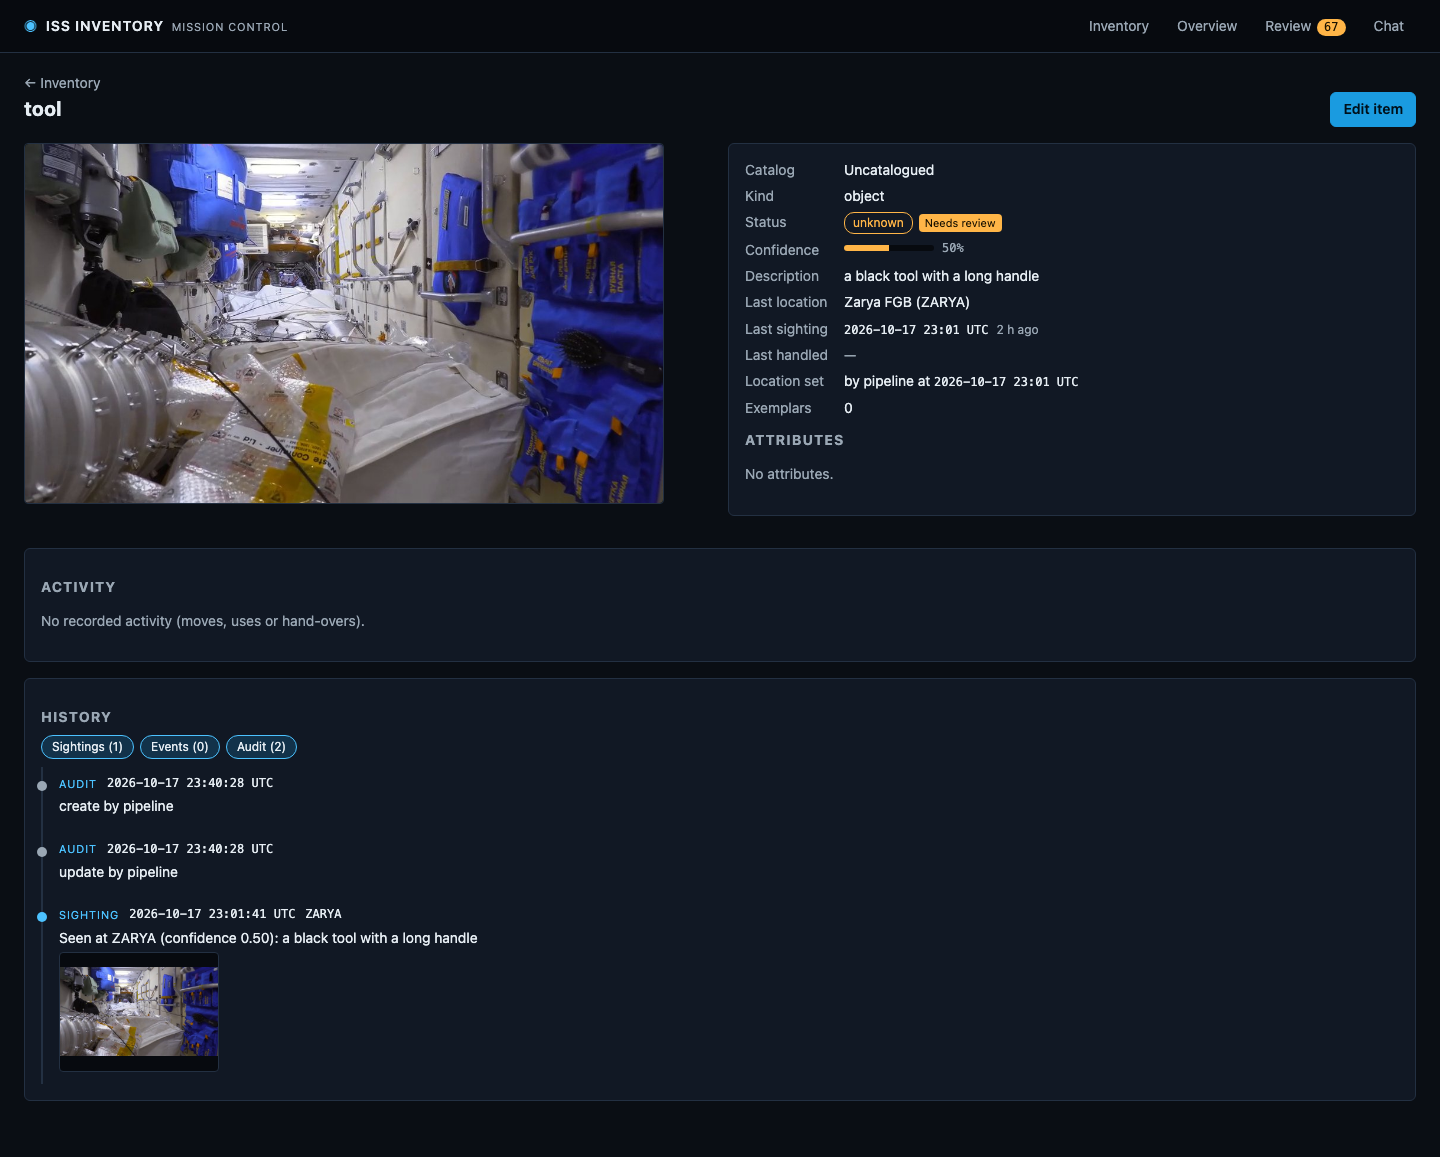 ISS INVENTORY MISSION CONTROL
Inventory
Overview
Review 67
Chat
← Inventory
tool
Edit item
ЗУБНАЯ
ПАСТА
Waste Container - Lid
Catalog Uncatalogued
Kind object
Status unknown Needs review
Confidence 50%
Description a black tool with a long handle
Last location Zarya FGB (ZARYA)
Last sighting 2026-10-17 23:01 UTC 2 h ago
Last handled —
Location set by pipeline at 2026-10-17 23:01 UTC
Exemplars 0
ATTRIBUTES
No attributes.
ACTIVITY
No recorded activity (moves, uses or hand-overs).
HISTORY
Sightings (1) Events (0) Audit (2)
AUDIT 2026-10-17 23:40:28 UTC
create by pipeline
AUDIT 2026-10-17 23:40:28 UTC
update by pipeline
SIGHTING 2026-10-17 23:01:41 UTC ZARYA
Seen at ZARYA (confidence 0.50): a black tool with a long handle